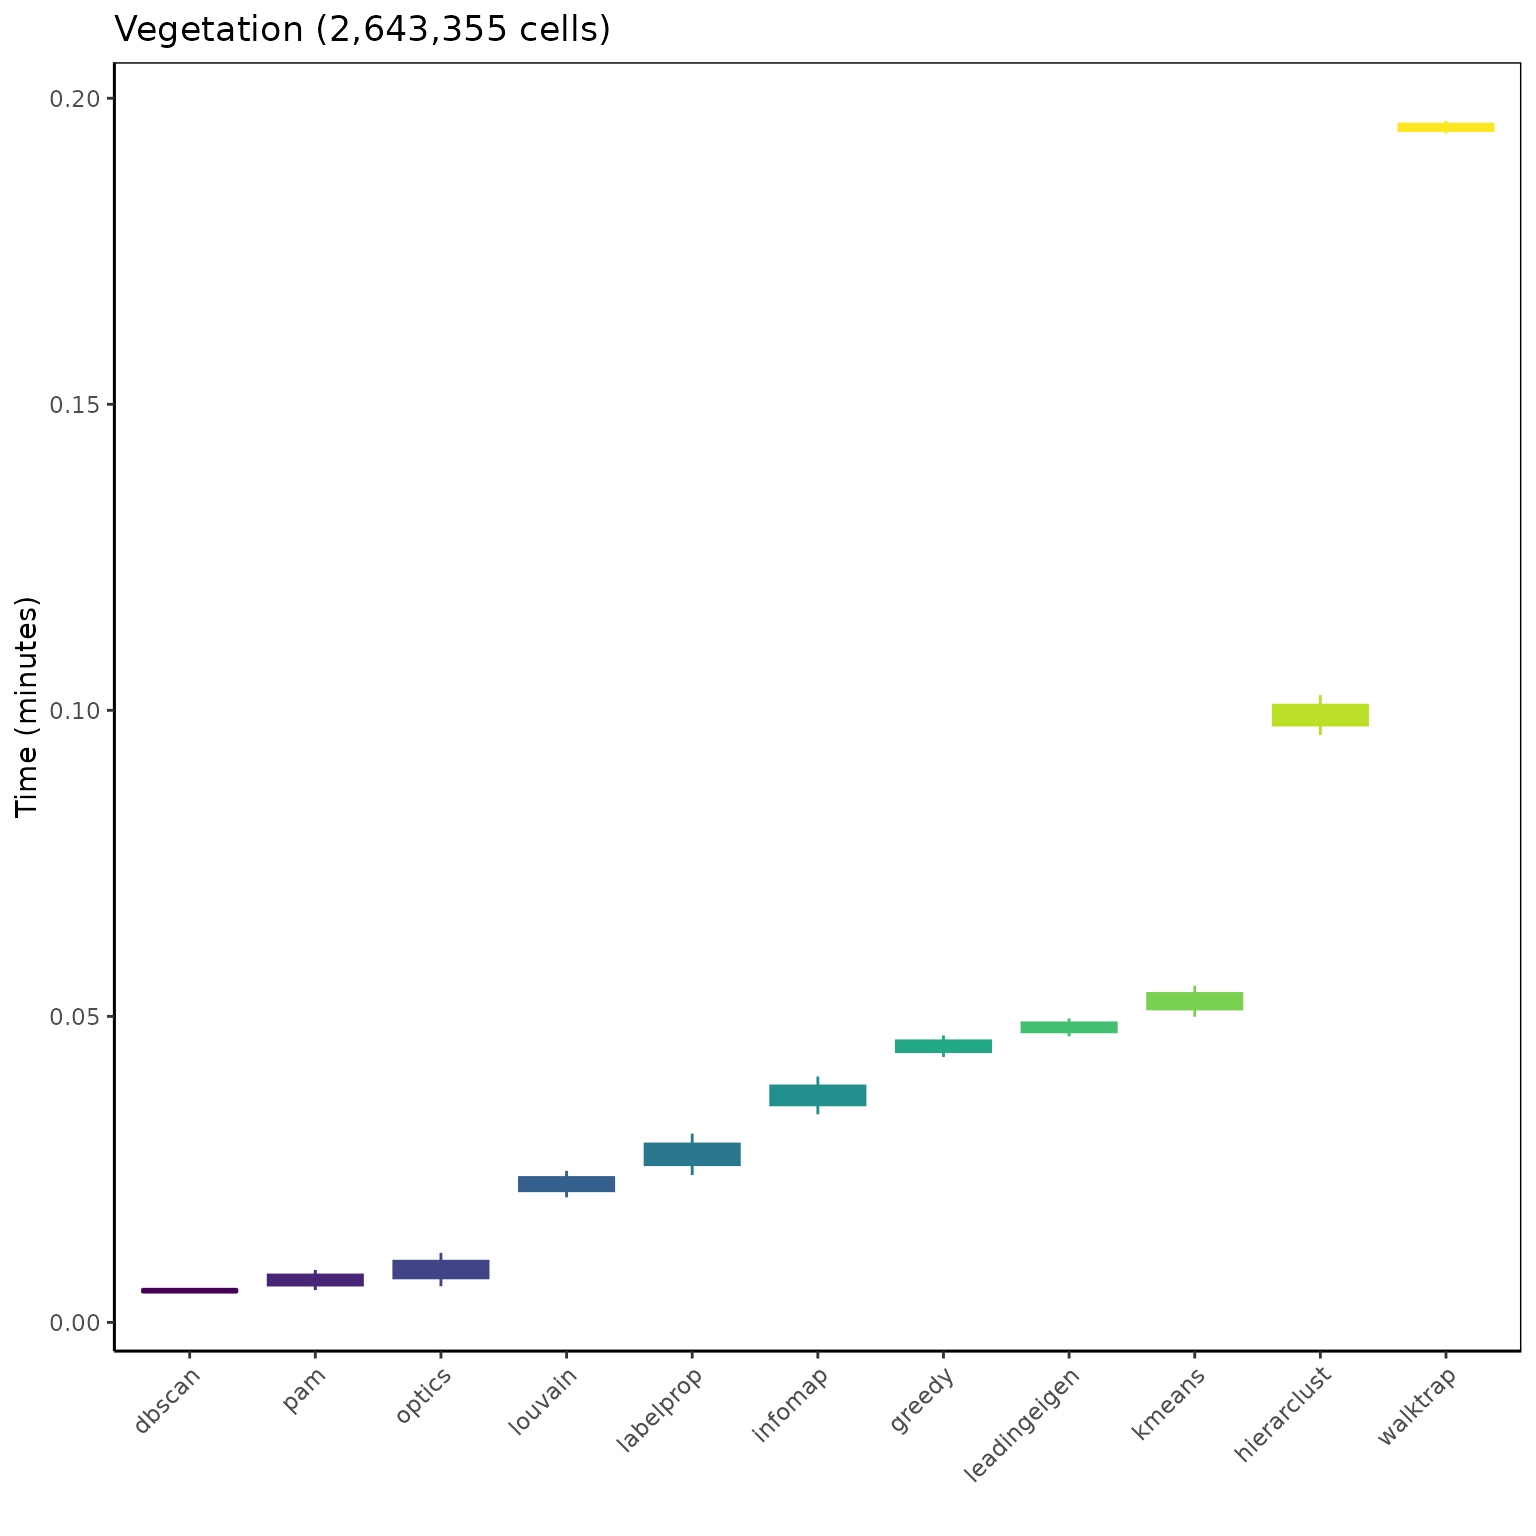 Vegetation (2,643,355 cells)
Time (minutes)
0.20
0.15
0.10
0.05
0.00
dbscan
pam
optics
louvain
labelprop
infomap
greedy
leadingeigen
kmeans
hierarclust
walktrap